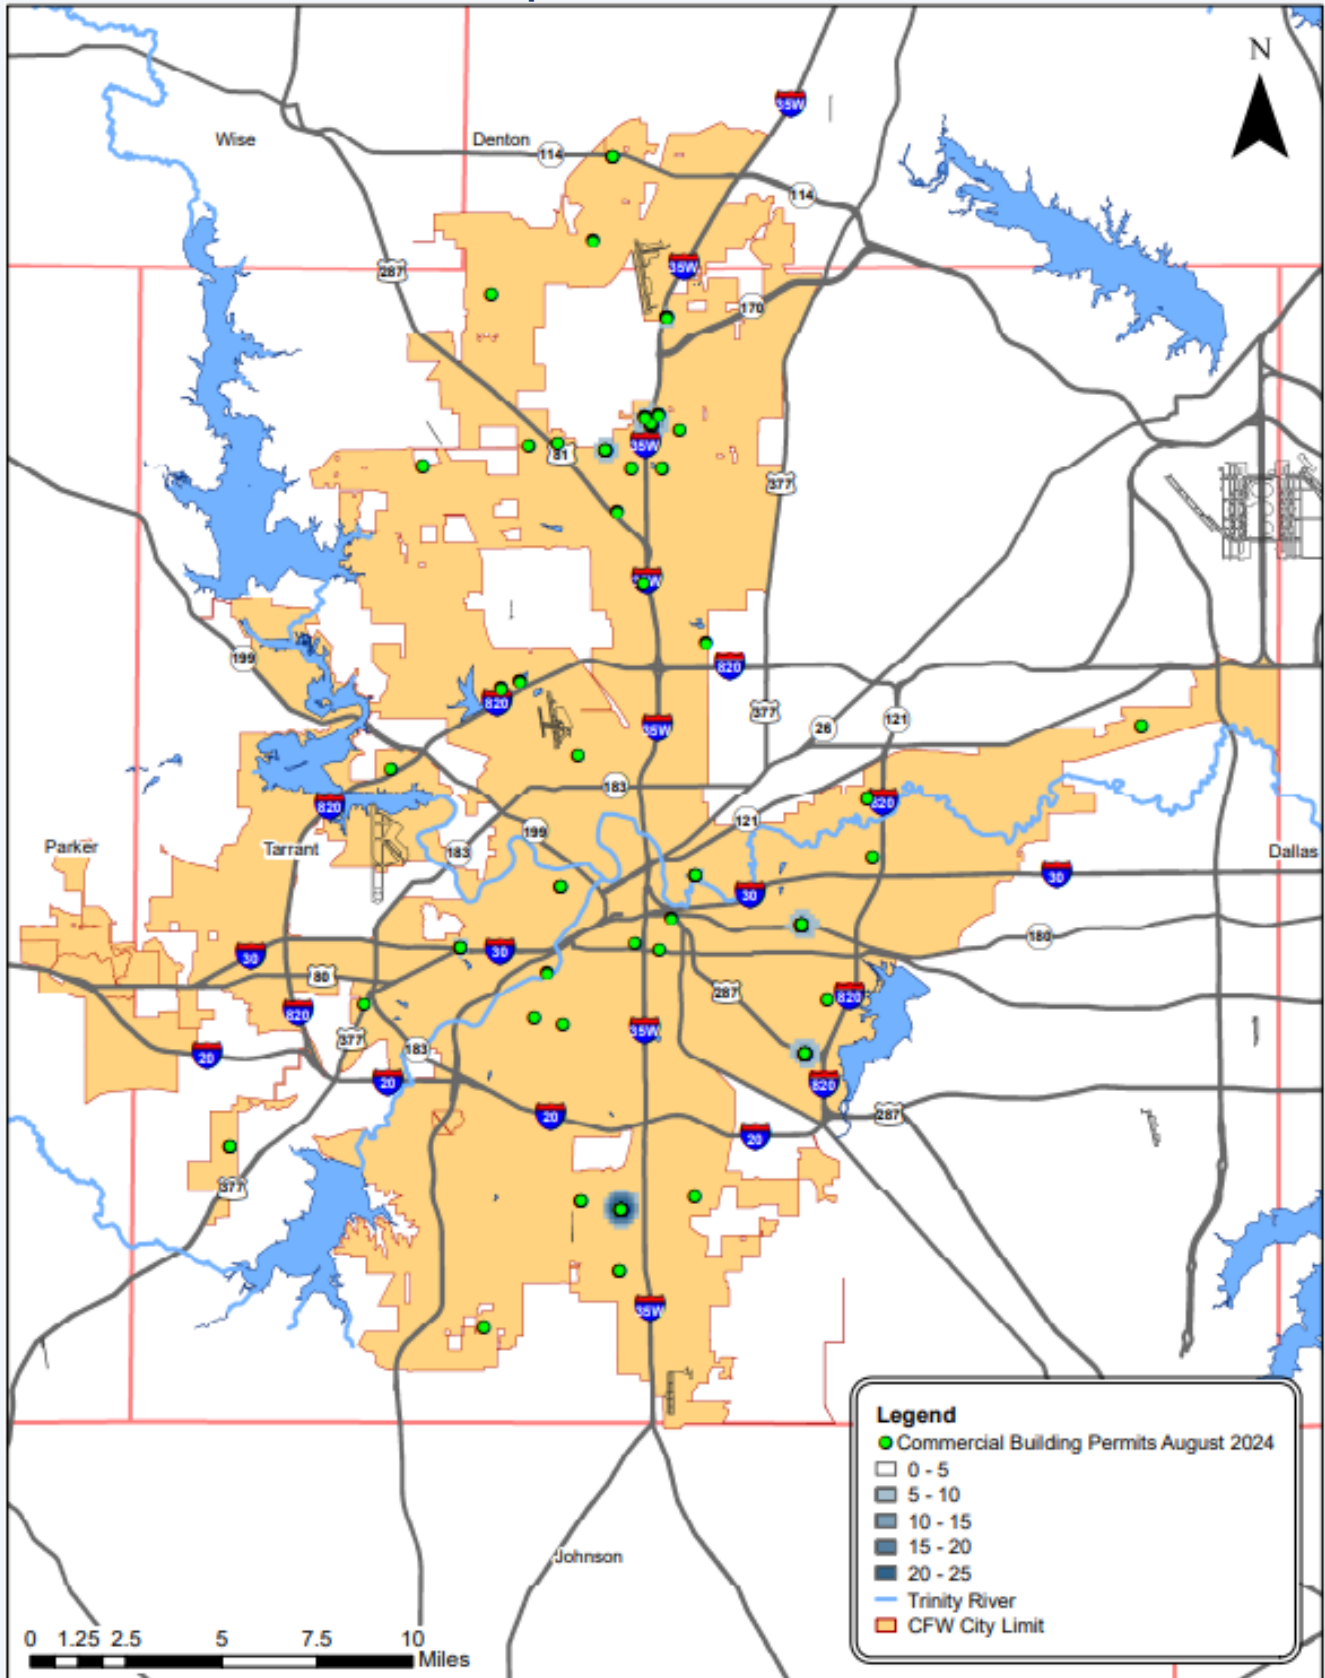 N
35W
Wise
Denton
114
114
287
35W
170
81
35W
377
35W
199
820
820
377
26
121
35W
183
820
820
121
199
183
Parker
Tarrant
Dallas
30
30
180
30
30
80
287
820
820
377
35W
183
20
20
820
20
287
20
377
35W
Legend
Commercial Building Permits August 2024
0 - 5
5 - 10
10 - 15
15 - 20
20 - 25
Trinity River
CFW City Limit
Johnson
0 1.25 2.5 5 7.5 10
Miles